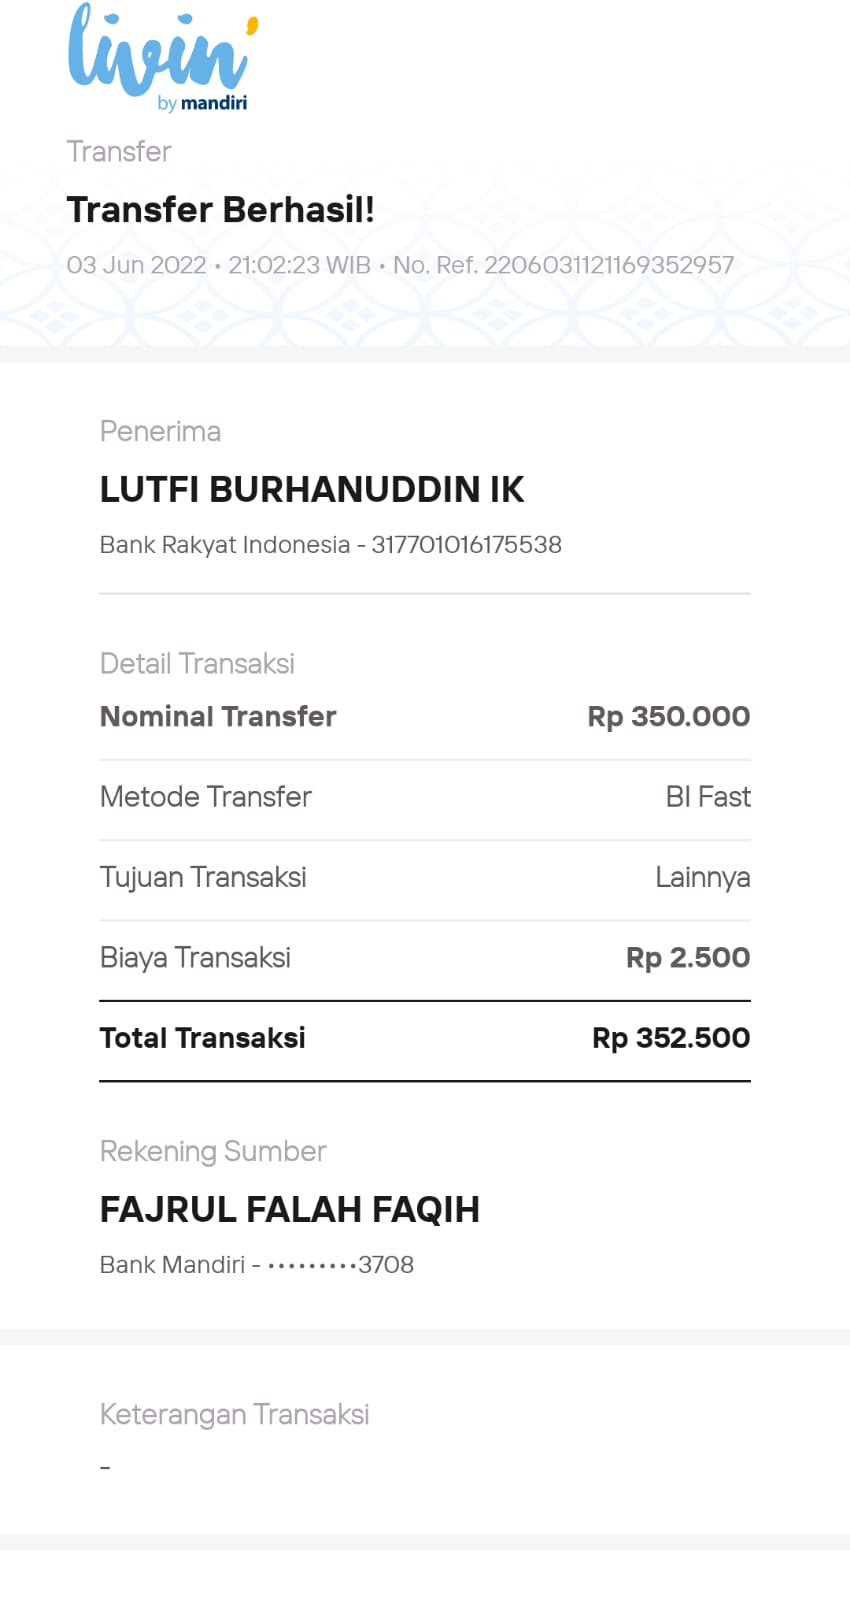 livin'
by mandiri
Transfer
Transfer Berhasil!
03 Jun 2022 • 21:02:23 WIB • No. Ref. 2206031121169352957
Penerima
LUTFI BURHANUDDIN IK
Bank Rakyat Indonesia - 317701016175538
Detail Transaksi
Nominal Transfer Rp 350.000
Metode Transfer BI Fast
Tujuan Transaksi Lainnya
Biaya Transaksi Rp 2.500
Total Transaksi Rp 352.500
Rekening Sumber
FAJRUL FALAH FAQIH
Bank Mandiri - •••••••••3708
Keterangan Transaksi
-